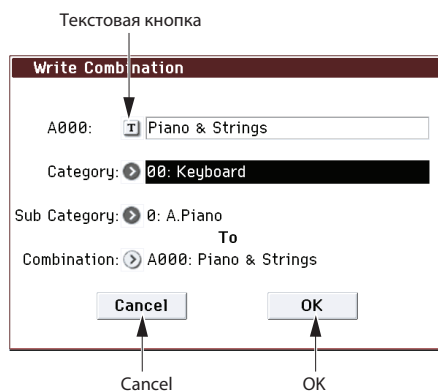 Текстовая кнопка
Write Combination
A000: T Piano & Strings
Category: 00: Keyboard
Sub Category: 0: A.Piano
To
Combination: A000: Piano & Strings
Cancel OK
Cancel OK